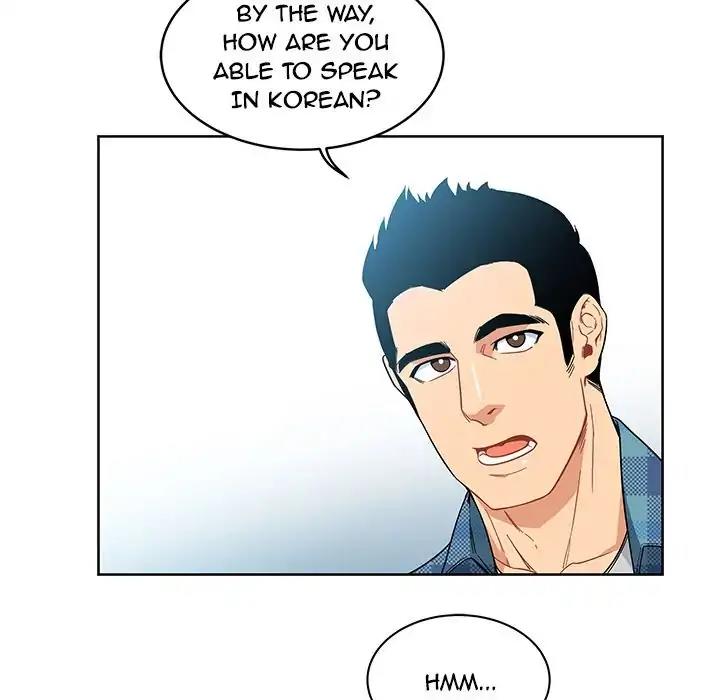 BY THE WAY,
HOW ARE YOU
ABLE TO SPEAK
IN KOREAN?
HMM...